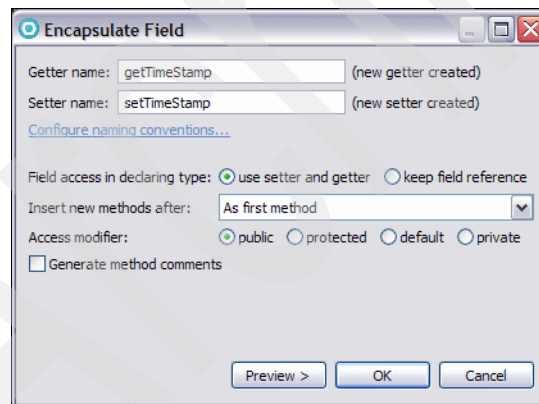 Encapsulate Field
Getter name: getTimeStamp (new getter created)
Setter name: setTimeStamp (new setter created)
Configure naming conventions...
Field access in declaring type: use setter and getter keep field reference
Insert new methods after: As first method
Access modifier: public protected default private
Generate method comments
Preview > OK Cancel